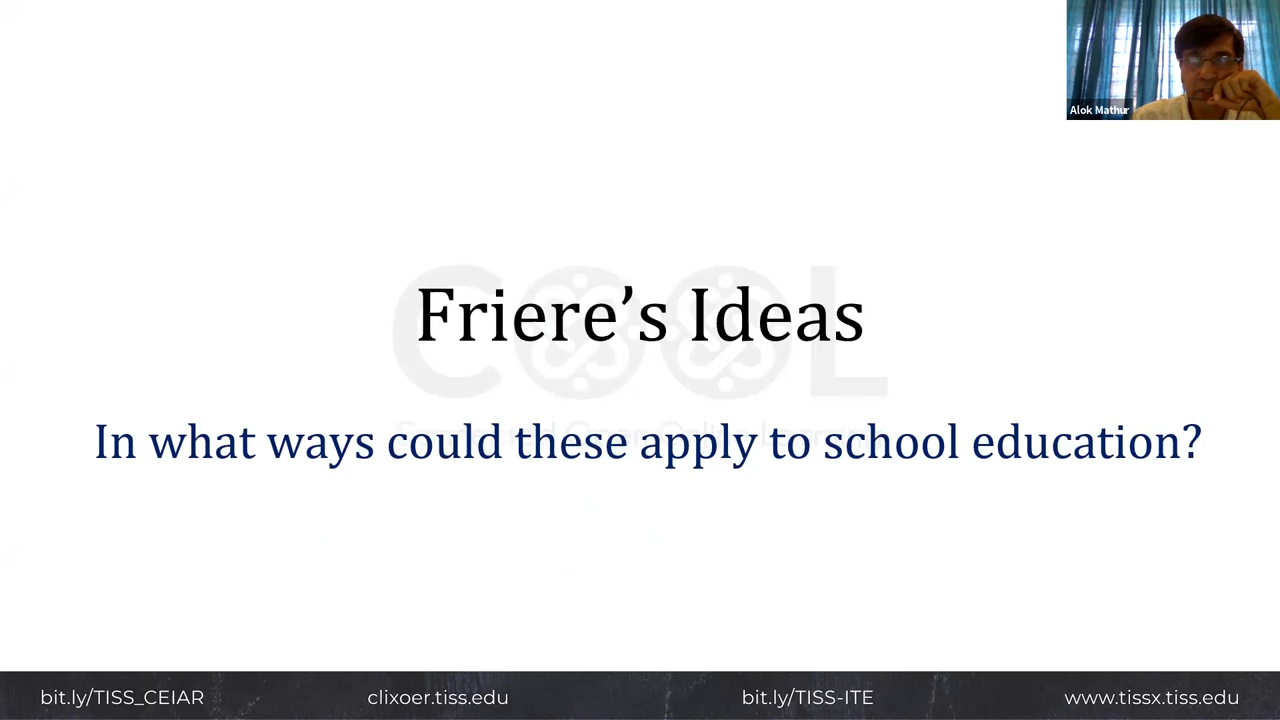 Alok Mathur
COOL
Friere's Ideas
In what ways could these apply to school education?
bit.ly/TISS_CEIAR
clixoer.tiss.edu
bit.ly/TISS-ITE
www.tissx.tiss.edu